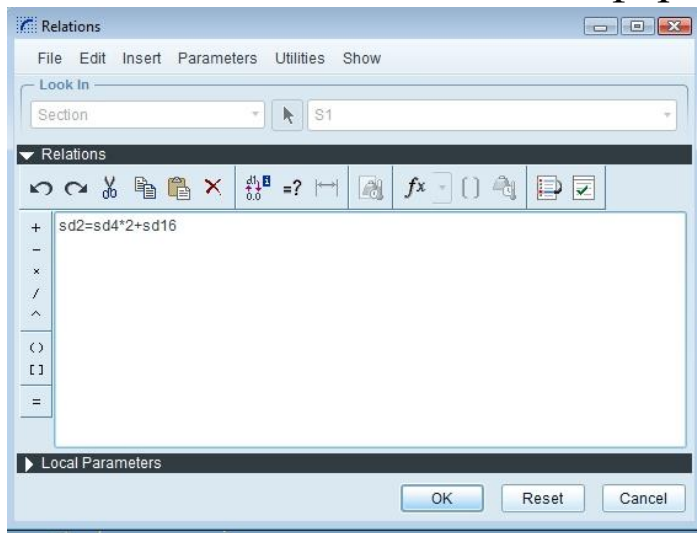 Relations
File Edit Insert Parameters Utilities Show
Look In
Section S1
Relations
=? fx ( )
+
sd2=sd4*2+sd16
−
×
/
^
( )
[ ]
=
Local Parameters
OK Reset Cancel